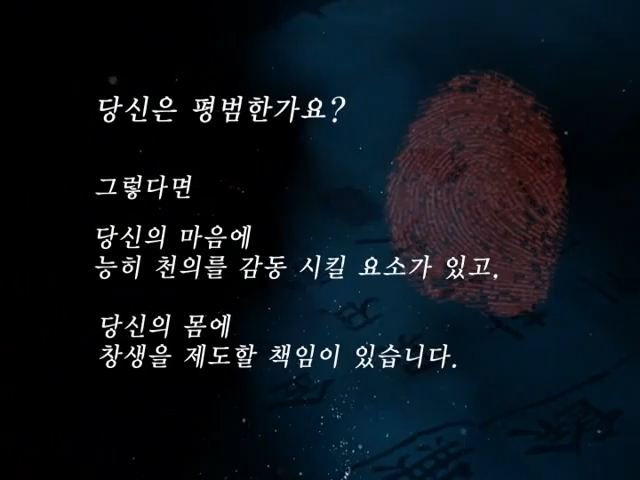 당신은 평범한가요?
그렇다면
당신의 마음에
능히 천의를 감동 시킬 요소가 있고,
당신의 몸에
창생을 제도할 책임이 있습니다.